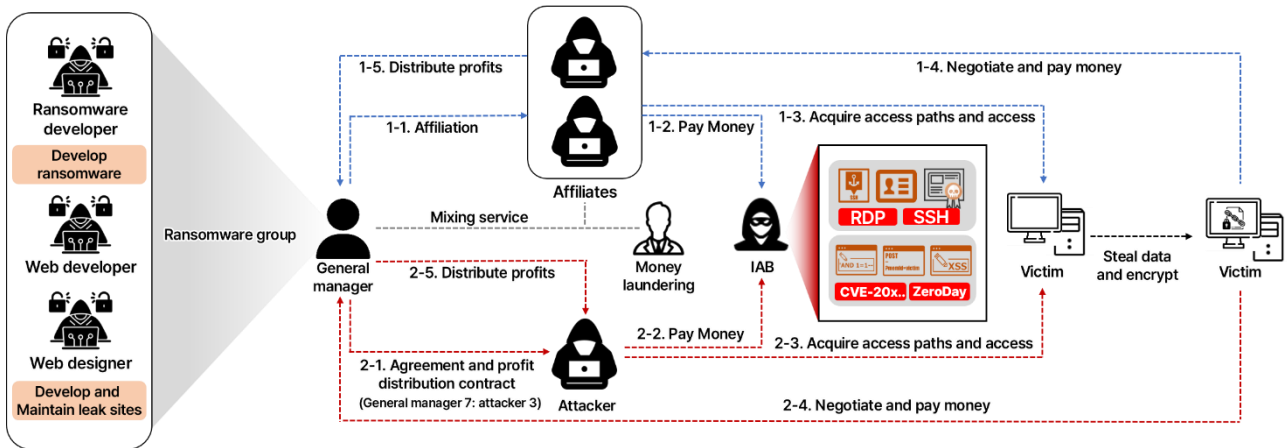 Ransomware
developer
Develop
ransomware
Web developer
Web designer
Develop and
Maintain leak sites
Ransomware group
1-5. Distribute profits
1-1. Affiliation
General
manager
Mixing service
2-5. Distribute profits
2-1. Agreement and profit
distribution contract
(General manager 7: attacker 3)
Affiliates
Money
laundering
Attacker
1-4. Negotiate and pay money
1-2. Pay Money
1-3. Acquire access paths and access
IAB
RDP
SSH
AND 1=1--
POST
XSS
CVE-20x..
ZeroDay
2-2. Pay Money
2-3. Acquire access paths and access
Victim
Steal data
and encrypt
Victim
2-4. Negotiate and pay money